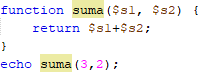 function suma($s1, $s2) {
    return $s1+$s2;
}
echo suma(3,2);